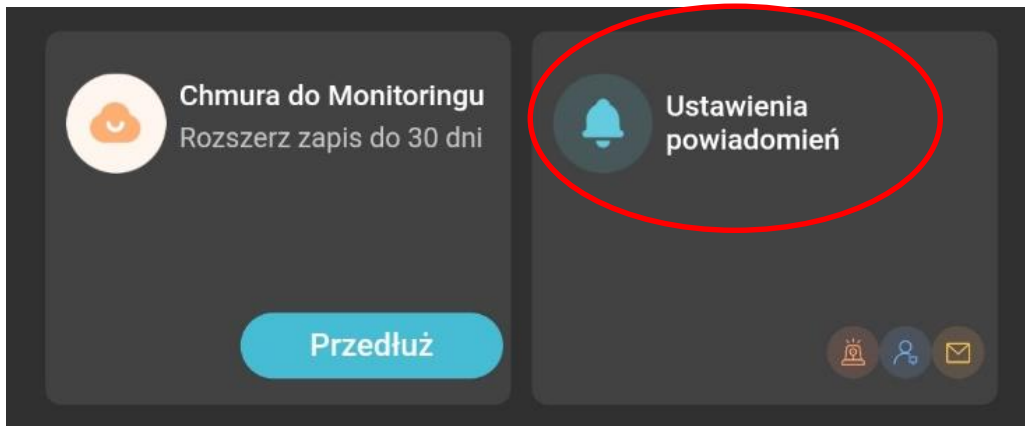 Chmura do Monitoringu
Rozszerz zapis do 30 dni
Przedłuż
Ustawienia
powiadomień